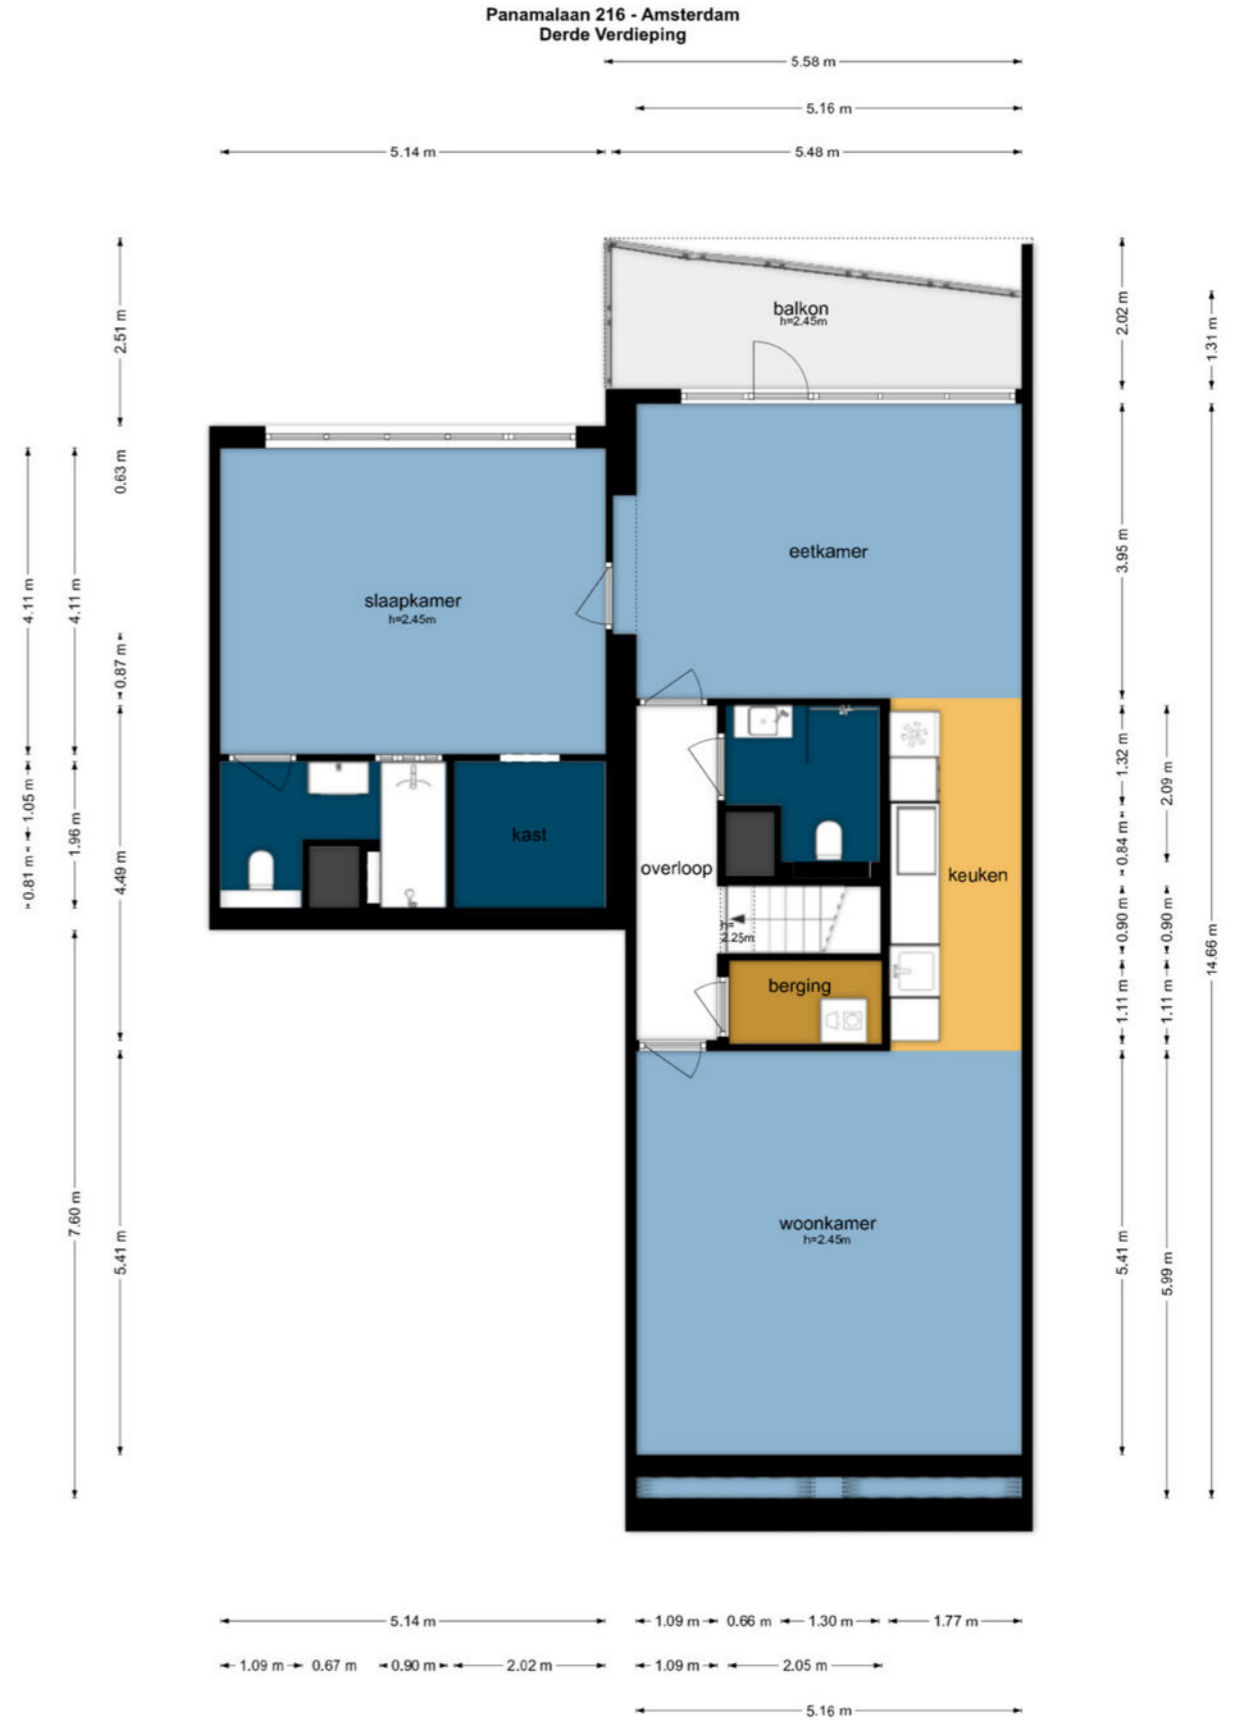 Panamalaan 216 - Amsterdam
Derde Verdieping
5.58 m
5.16 m
5.14 m
5.48 m
2.51 m
2.02 m
1.31 m
balkon
h=2.45m
0.63 m
4.11 m
4.11 m
0.87 m
3.95 m
eetkamer
slaapkamer
h=2.45m
1.05 m
0.81 m
1.96 m
4.49 m
kast
overloop
keuken
1.32 m
2.09 m
0.84 m
0.90 m
0.90 m
h=
2.25m
14.66 m
berging
1.11 m
1.11 m
7.60 m
5.41 m
woonkamer
h=2.45m
5.41 m
5.99 m
5.14 m
1.09 m
0.66 m
1.30 m
1.77 m
1.09 m
0.67 m
0.90 m
2.02 m
1.09 m
2.05 m
5.16 m